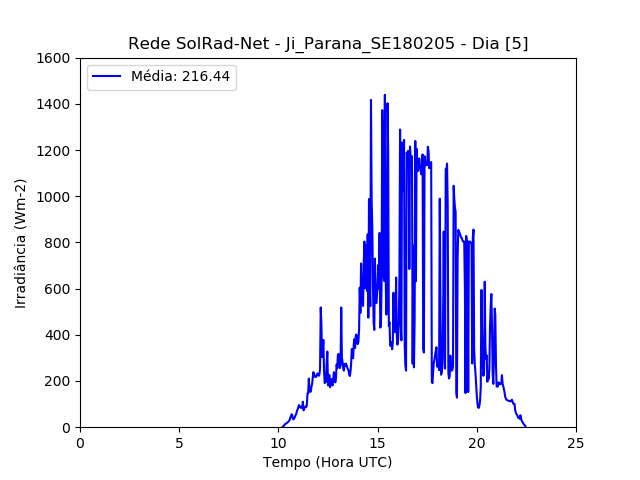 Rede SolRad-Net - Ji_Parana_SE180205 - Dia [5]
Média: 216.44
Irradiância (Wm-2)
1600
1400
1200
1000
800
600
400
200
0
0 5 10 15 20 25
Tempo (Hora UTC)